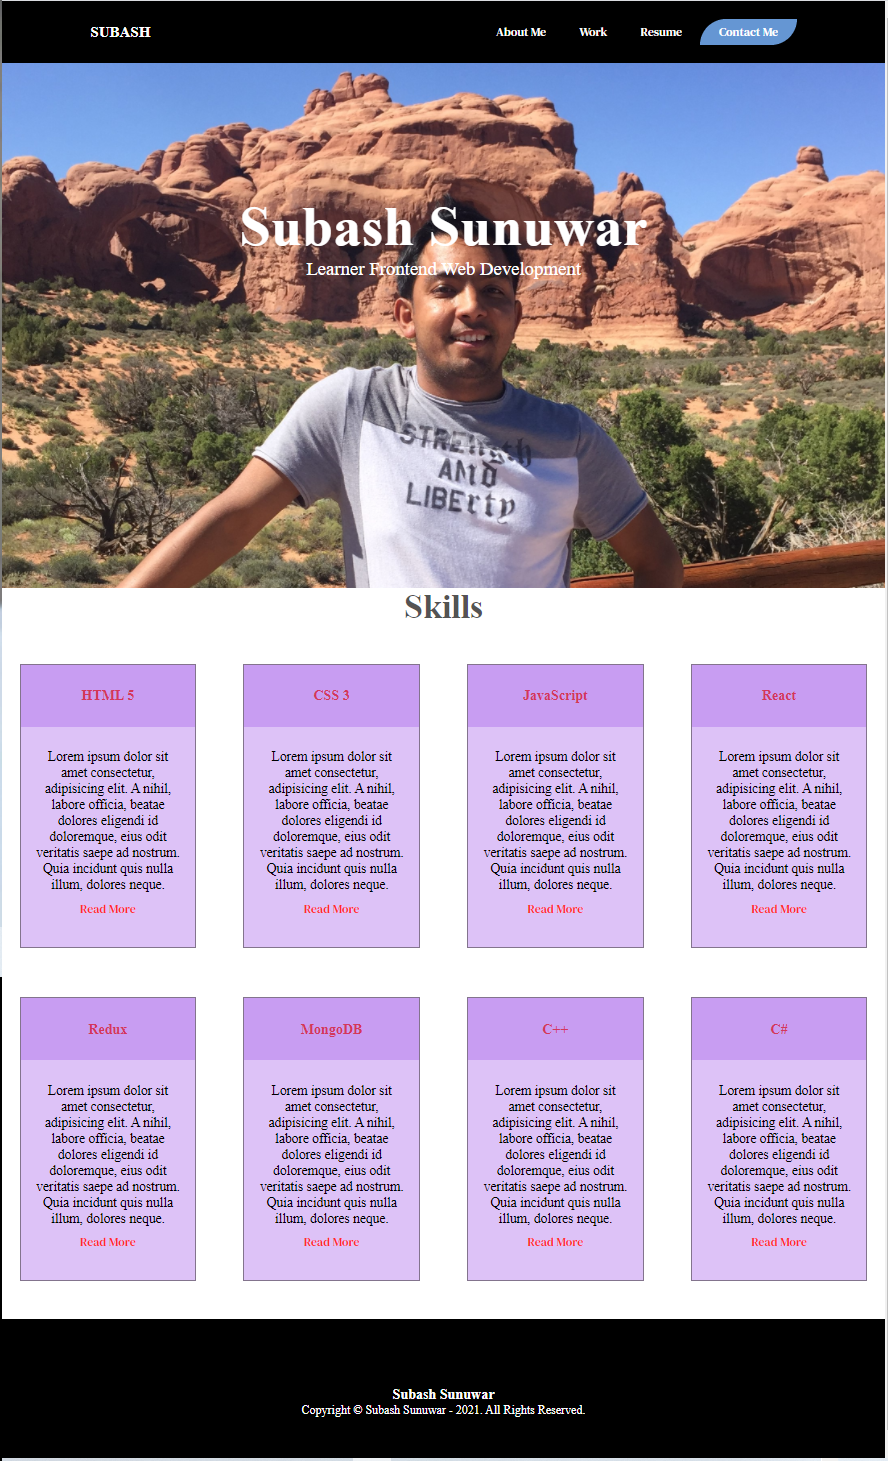 SUBASH
About Me
Work
Resume
Contact Me
Subash Sunuwar
Learner Frontend Web Development
STRENgth
AND
LIBERty
Skills
HTML 5
Lorem ipsum dolor sit
amet consectetur,
adipisicing elit. A nihil,
labore officia, beatae
dolores eligendi id
doloremque, eius odit
veritatis saepe ad nostrum.
Quia incidunt quis nulla
illum, dolores neque.
Read More
CSS 3
Lorem ipsum dolor sit
amet consectetur,
adipisicing elit. A nihil,
labore officia, beatae
dolores eligendi id
doloremque, eius odit
veritatis saepe ad nostrum.
Quia incidunt quis nulla
illum, dolores neque.
Read More
JavaScript
Lorem ipsum dolor sit
amet consectetur,
adipisicing elit. A nihil,
labore officia, beatae
dolores eligendi id
doloremque, eius odit
veritatis saepe ad nostrum.
Quia incidunt quis nulla
illum, dolores neque.
Read More
React
Lorem ipsum dolor sit
amet consectetur,
adipisicing elit. A nihil,
labore officia, beatae
dolores eligendi id
doloremque, eius odit
veritatis saepe ad nostrum.
Quia incidunt quis nulla
illum, dolores neque.
Read More
Redux
Lorem ipsum dolor sit
amet consectetur,
adipisicing elit. A nihil,
labore officia, beatae
dolores eligendi id
doloremque, eius odit
veritatis saepe ad nostrum.
Quia incidunt quis nulla
illum, dolores neque.
Read More
MongoDB
Lorem ipsum dolor sit
amet consectetur,
adipisicing elit. A nihil,
labore officia, beatae
dolores eligendi id
doloremque, eius odit
veritatis saepe ad nostrum.
Quia incidunt quis nulla
illum, dolores neque.
Read More
C++
Lorem ipsum dolor sit
amet consectetur,
adipisicing elit. A nihil,
labore officia, beatae
dolores eligendi id
doloremque, eius odit
veritatis saepe ad nostrum.
Quia incidunt quis nulla
illum, dolores neque.
Read More
C#
Lorem ipsum dolor sit
amet consectetur,
adipisicing elit. A nihil,
labore officia, beatae
dolores eligendi id
doloremque, eius odit
veritatis saepe ad nostrum.
Quia incidunt quis nulla
illum, dolores neque.
Read More
Subash Sunuwar
Copyright © Subash Sunuwar - 2021. All Rights Reserved.